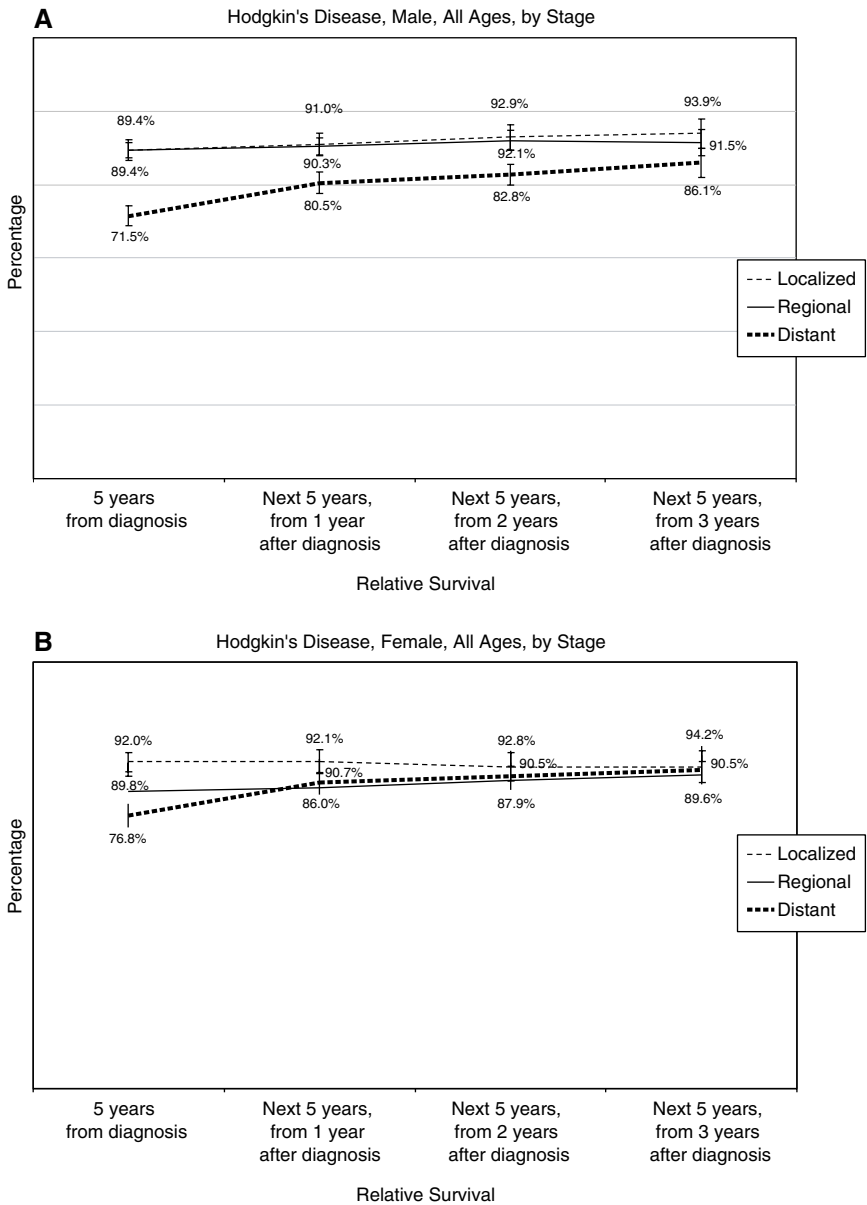 A
Hodgkin's Disease, Male, All Ages, by Stage
89.4%
91.0%
92.9%
93.9%
89.4%
90.3%
92.1%
91.5%
71.5%
80.5%
82.8%
86.1%
Percentage
Localized
Regional
Distant
5 years
from diagnosis
Next 5 years,
from 1 year
after diagnosis
Next 5 years,
from 2 years
after diagnosis
Next 5 years,
from 3 years
after diagnosis
Relative Survival
B
Hodgkin's Disease, Female, All Ages, by Stage
92.0%
92.1%
92.8%
94.2%
89.8%
90.7%
90.5%
90.5%
76.8%
86.0%
87.9%
89.6%
Percentage
Localized
Regional
Distant
5 years
from diagnosis
Next 5 years,
from 1 year
after diagnosis
Next 5 years,
from 2 years
after diagnosis
Next 5 years,
from 3 years
after diagnosis
Relative Survival